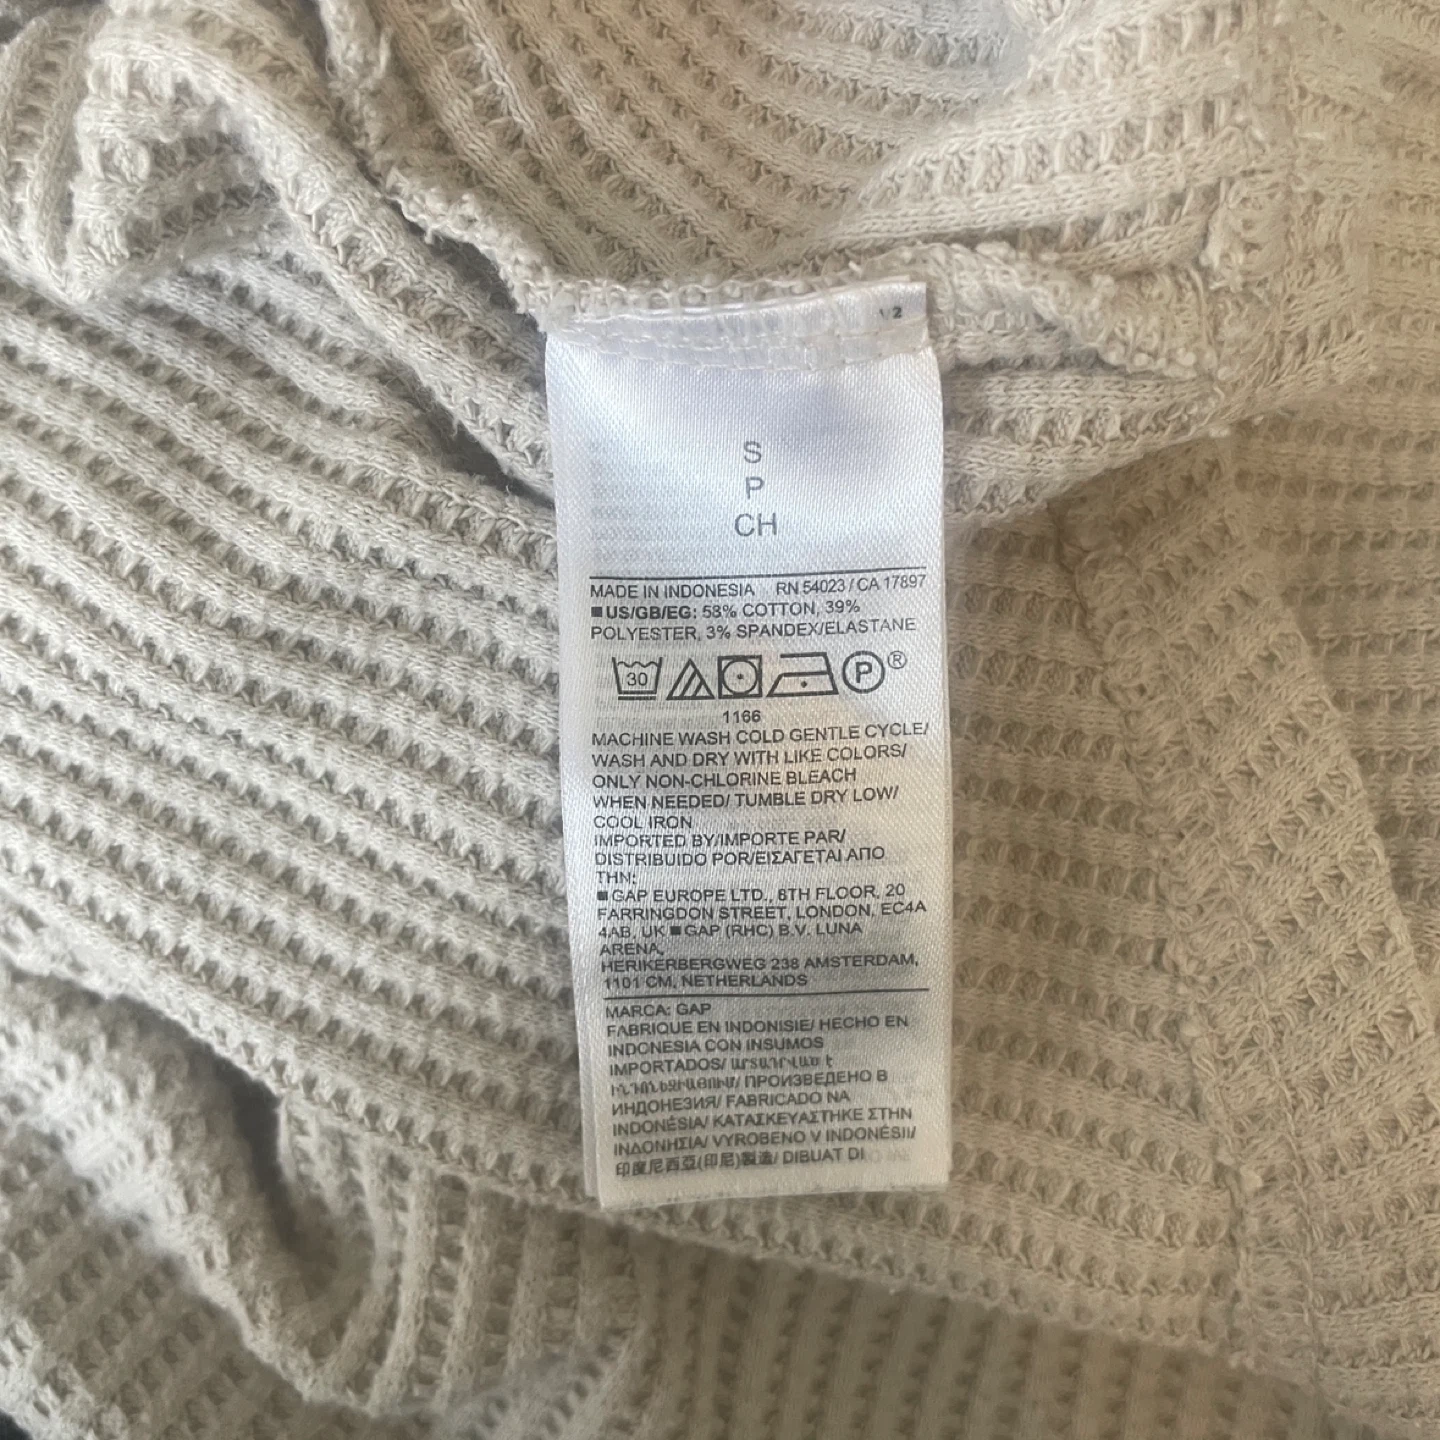 2
S
P
CH
MADE IN INDONESIA RN 54023 / CA 17897
■ US/GB/EG: 58% COTTON, 39%
POLYESTER, 3% SPANDEX/ELASTANE
30 P ®
1166
MACHINE WASH COLD GENTLE CYCLE/
WASH AND DRY WITH LIKE COLORS/
ONLY NON-CHLORINE BLEACH
WHEN NEEDED/ TUMBLE DRY LOW/
COOL IRON
IMPORTED BY/IMPORTE PAR/
DISTRIBUIDO POR/ΕΙΣΑΓΕΤΑΙ ΑΠΟ
ΤΗΝ:
■ GAP EUROPE LTD., 8TH FLOOR, 20
FARRINGDON STREET, LONDON, EC4A
4AB, UK ■ GAP (RHC) B.V. LUNA
ARENA,
HERIKERBERGWEG 238 AMSTERDAM,
1101 CM, NETHERLANDS
MARCA: GAP
FABRIQUE EN INDONISIE/ HECHO EN
INDONESIA CON INSUMOS
IMPORTADOS/
ПРОИЗВЕДЕНО В
ИНДОНЕЗИЯ/ FABRICADO NA
INDONÉSIA/ ΚΑΤΑΣΚΕΥΑΣΤΗΚΕ ΣΤΗΝ
ΙΝΔΟΝΗΣΙΑ/ VYROBENO V INDONÉSII/
印度尼西亞(印尼)製造/ DIBUAT DI